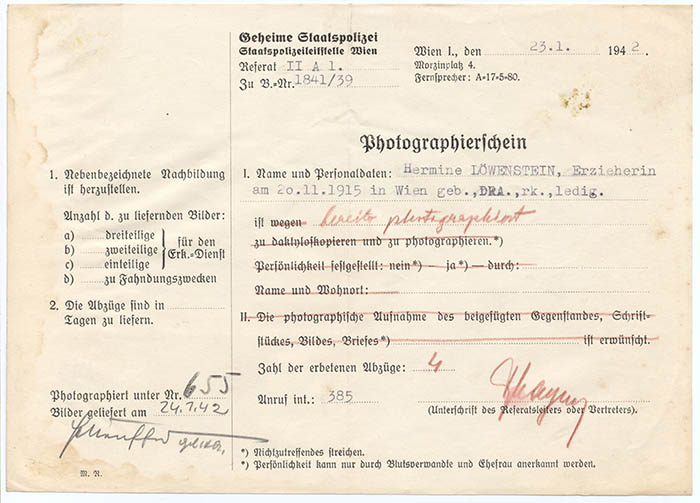 Geheime Staatspolizei
Staatspolizeileitstelle Wien
Referat II A 1.
Zu B.=Nr. 1841/39
Wien I., den 23.1. 1942.
Morzinplatz 4.
Fernsprecher: A=17=5=80.
Photographierschein
1. Nebenbezeichnete Nachbildung
ist herzustellen.
Anzahl d. zu liefernden Bilder:
a) dreiteilige
b) zweiteilige
c) einteilige
für den
Erk.=Dienst
d) zu Fahndungszwecken
2. Die Abzüge sind in
Tagen zu liefern.
Photographiert unter Nr. 655
Bilder geliefert am 24.1.42
M. R.
I. Name und Personaldaten: Hermine LÖWENSTEIN, Erzieherin
am 20.11.1915 in Wien geb.,DRA.,rk.,ledig.
ist wegen bereits photographiert
zu daktyloskopieren und zu photographieren.*)
Persönlichkeit festgestellt: nein*) — ja*) — durch:
Name und Wohnort:
II. Die photographische Aufnahme des beigefügten Gegenstandes, Schrift=
stückes, Bildes, Briefes*) ist erwünscht.
Zahl der erbetenen Abzüge: 4
Anruf int.: 385
(Unterschrift des Referatsleiters oder Vertreters).
*) Nichtzutreffendes streichen.
*) Persönlichkeit kann nur durch Blutsverwandte und Ehefrau anerkannt werden.